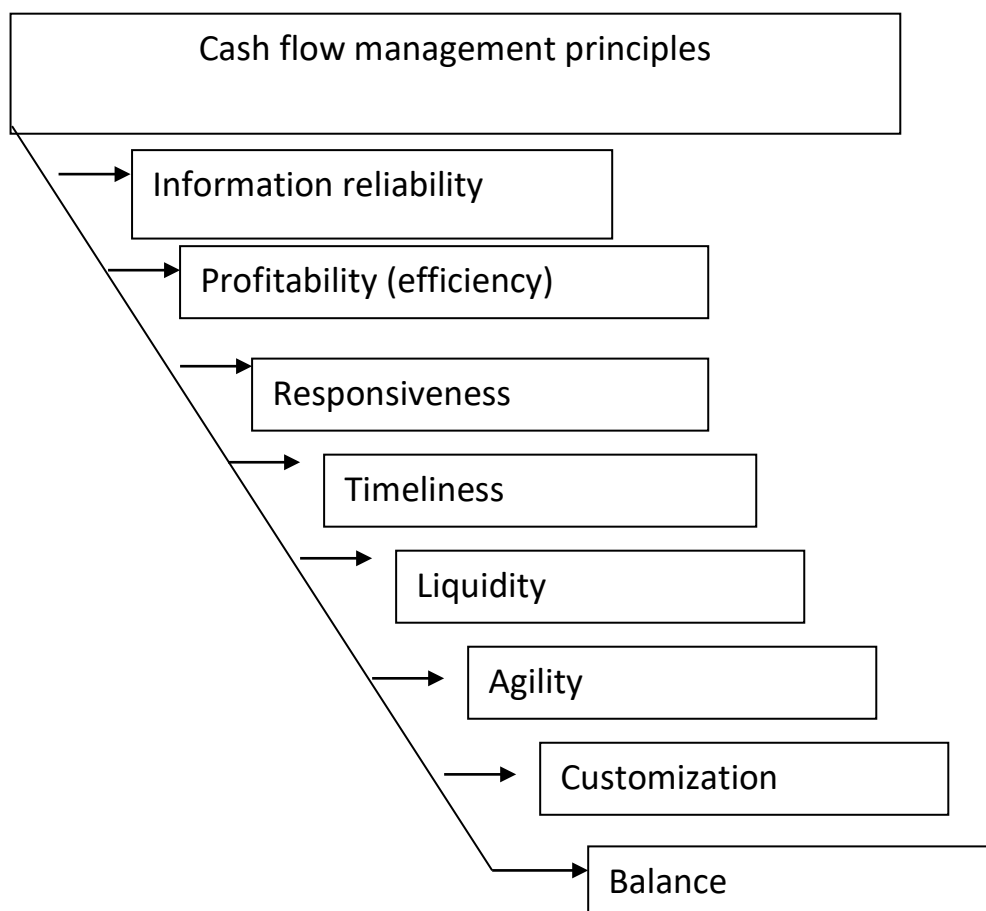 Cash flow management principles
Information reliability
Profitability (efficiency)
Responsiveness
Timeliness
Liquidity
Agility
Customization
Balance